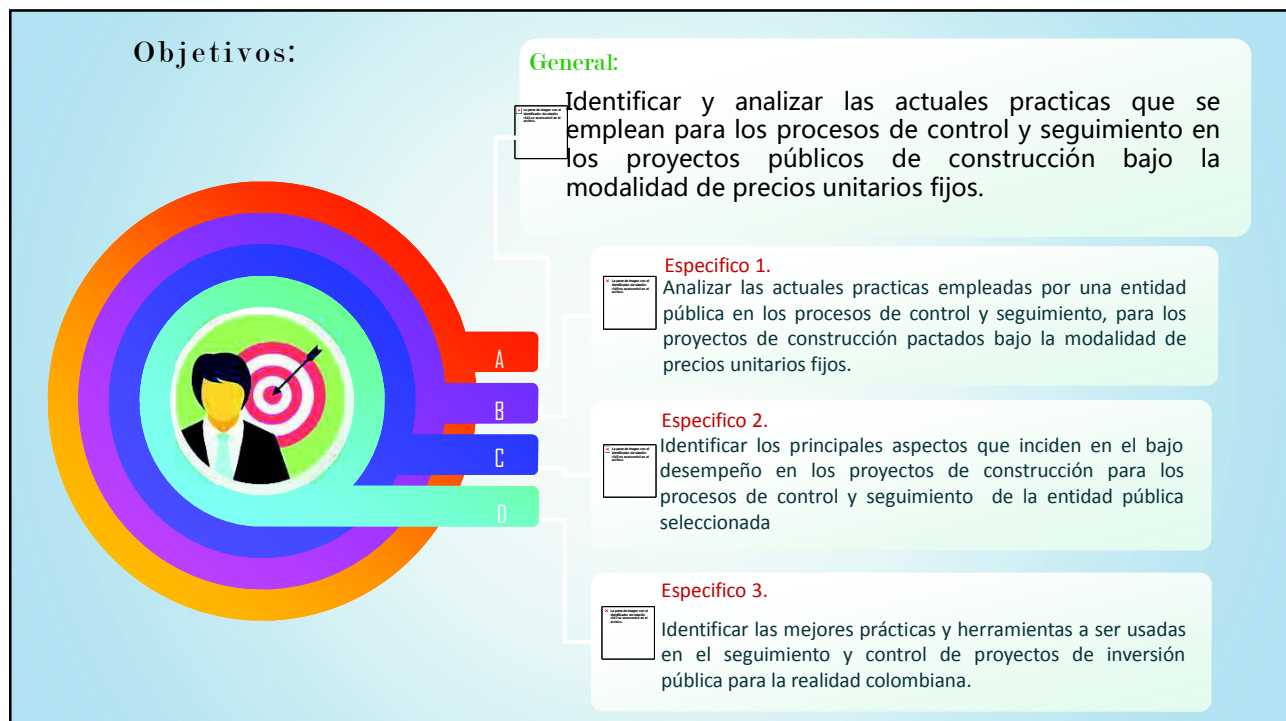 Objetivos:
General:
Identificar y analizar las actuales practicas que se
emplean para los procesos de control y seguimiento en
los proyectos públicos de construcción bajo la
modalidad de precios unitarios fijos.
A
B
C
D
Especifico 1.
Analizar las actuales practicas empleadas por una entidad
pública en los procesos de control y seguimiento, para los
proyectos de construcción pactados bajo la modalidad de
precios unitarios fijos.
Especifico 2.
Identificar los principales aspectos que inciden en el bajo
desempeño en los proyectos de construcción para los
procesos de control y seguimiento de la entidad pública
seleccionada
Especifico 3.
Identificar las mejores prácticas y herramientas a ser usadas
en el seguimiento y control de proyectos de inversión
pública para la realidad colombiana.